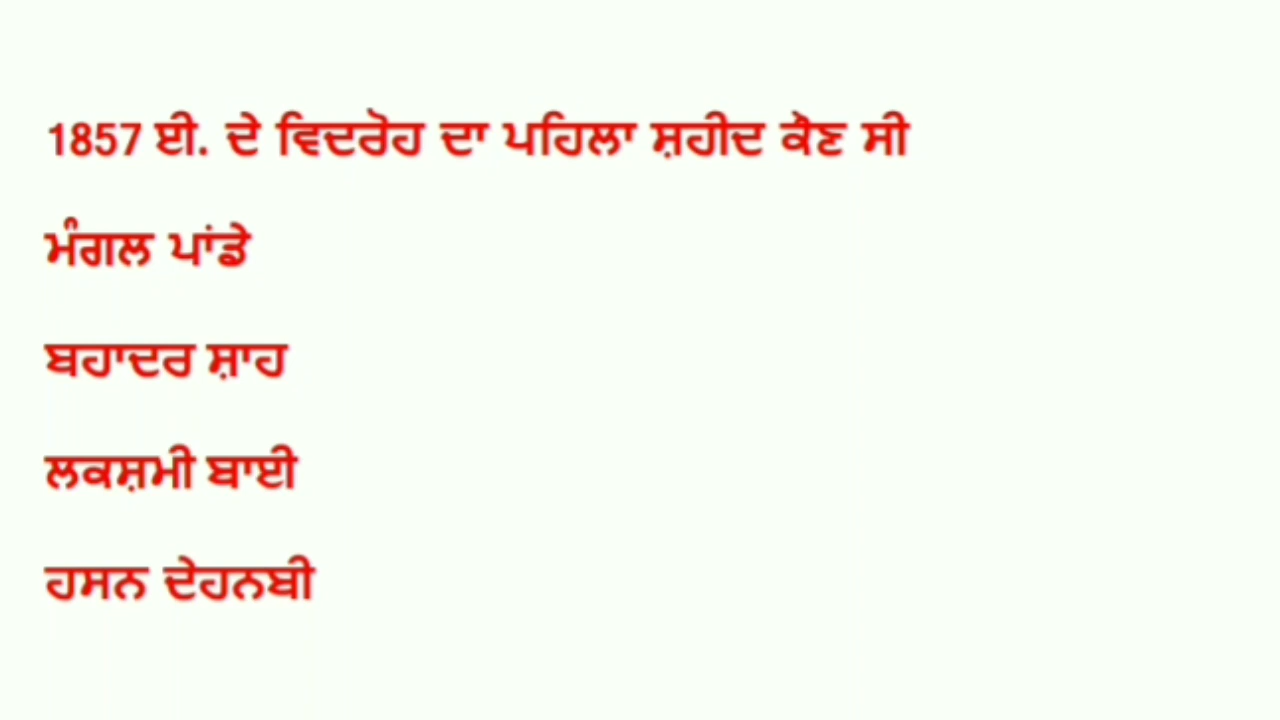 1857 ਈ. ਦੇ ਵਿਦਰੋਹ ਦਾ ਪਹਿਲਾ ਸ਼ਹੀਦ ਕੌਣ ਸੀ
ਮੰਗਲ ਪਾਂਡੇ
ਬਹਾਦਰ ਸ਼ਾਹ
ਲਕਸ਼ਮੀ ਬਾਈ
ਹਸਨ ਦੇਹਨਬੀ